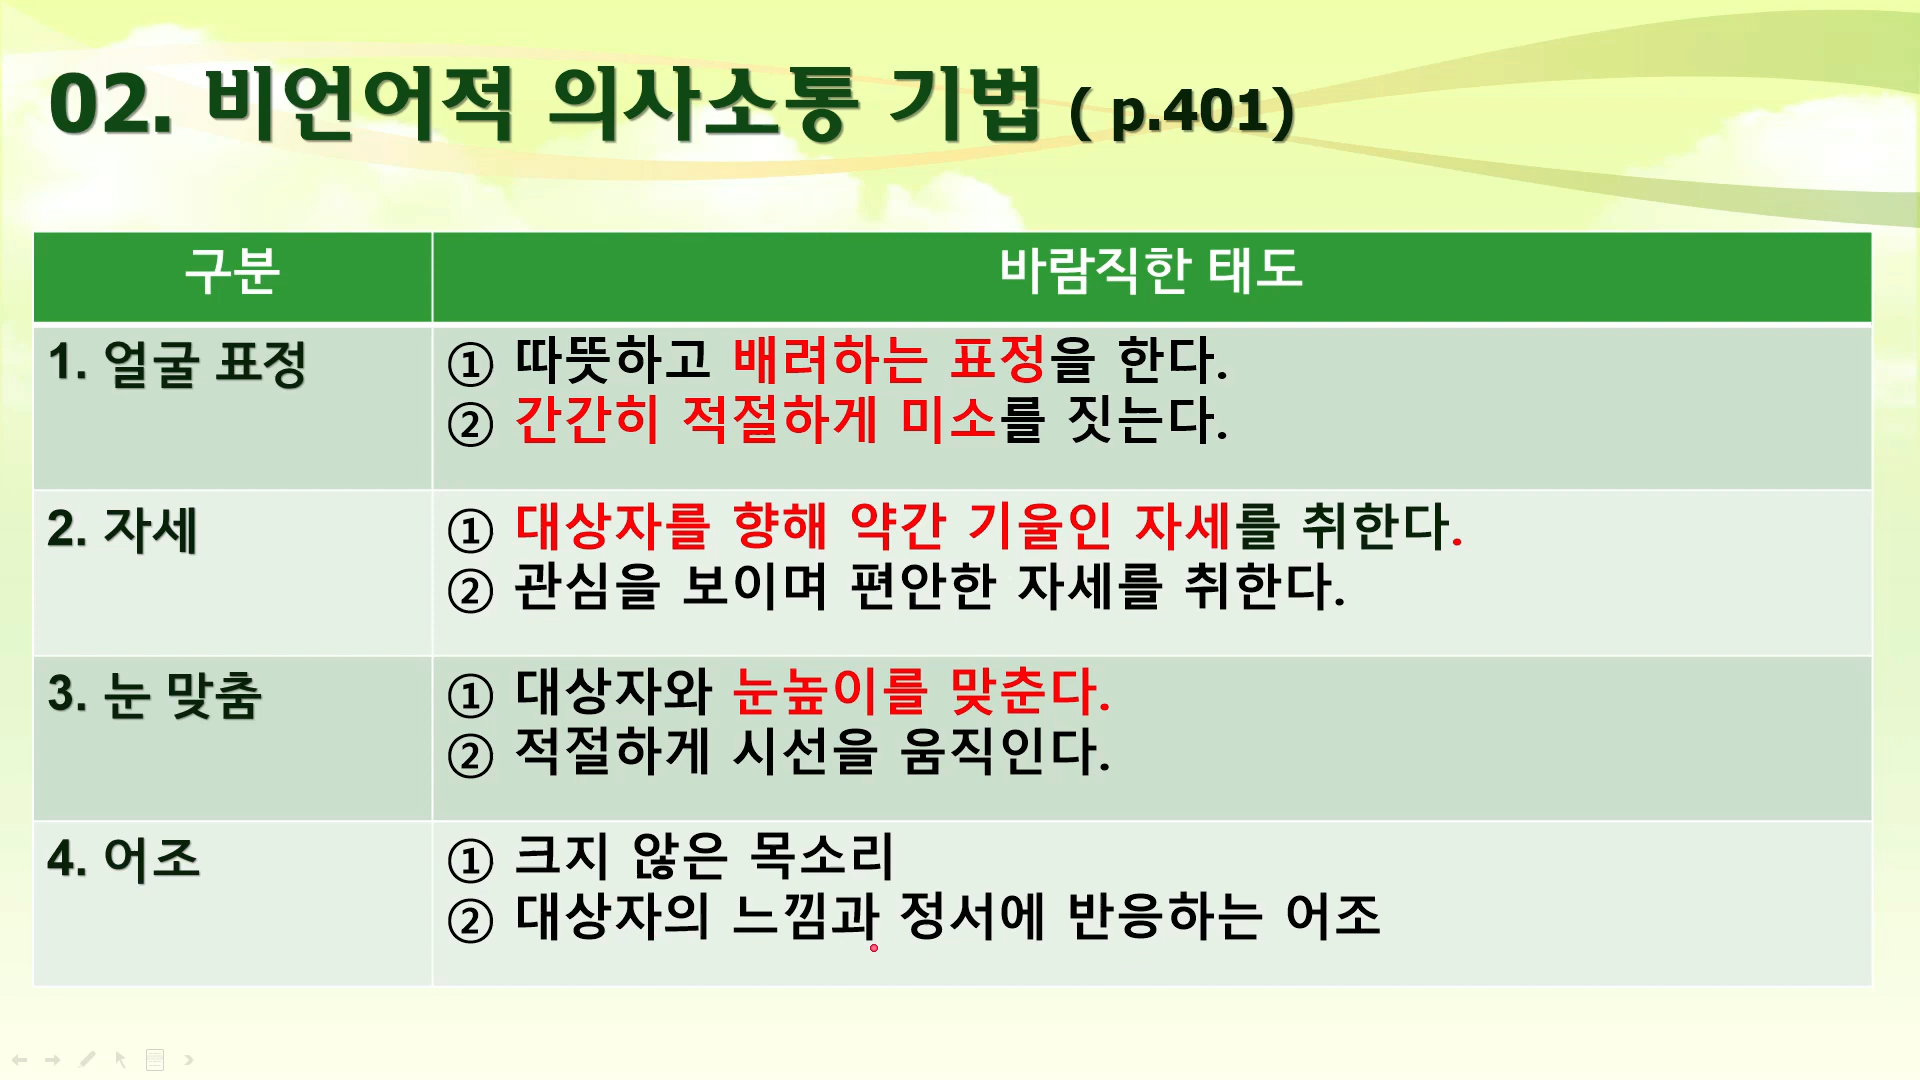 02. 비언어적 의사소통 기법 ( p.401)
구분
바람직한 태도
1. 얼굴 표정
① 따뜻하고 배려하는 표정을 한다.
② 간간히 적절하게 미소를 짓는다.
2. 자세
① 대상자를 향해 약간 기울인 자세를 취한다.
② 관심을 보이며 편안한 자세를 취한다.
3. 눈 맞춤
① 대상자와 눈높이를 맞춘다.
② 적절하게 시선을 움직인다.
4. 어조
① 크지 않은 목소리
② 대상자의 느낌과 정서에 반응하는 어조